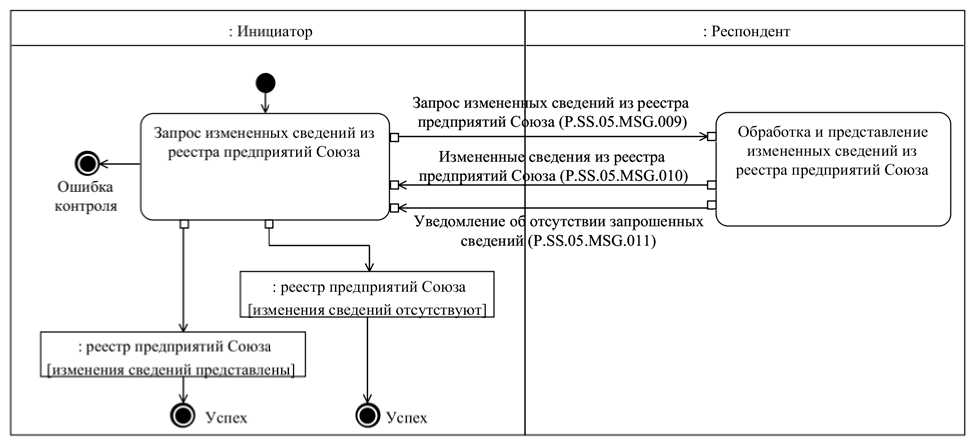 : Инициатор
: Респондент
Запрос измененных сведений из
реестра предприятий Союза
Ошибка
контроля
Запрос измененных сведений из реестра
предприятий Союза (P.SS.05.MSG.009)
Измененные сведения из реестра
предприятий Союза (P.SS.05.MSG.010)
Уведомление об отсутствии запрошенных
сведений (P.SS.05.MSG.011)
Обработка и представление
измененных сведений из
реестра предприятий Союза
: реестр предприятий Союза
[изменения сведений отсутствуют]
: реестр предприятий Союза
[изменения сведений представлены]
Успех
Успех